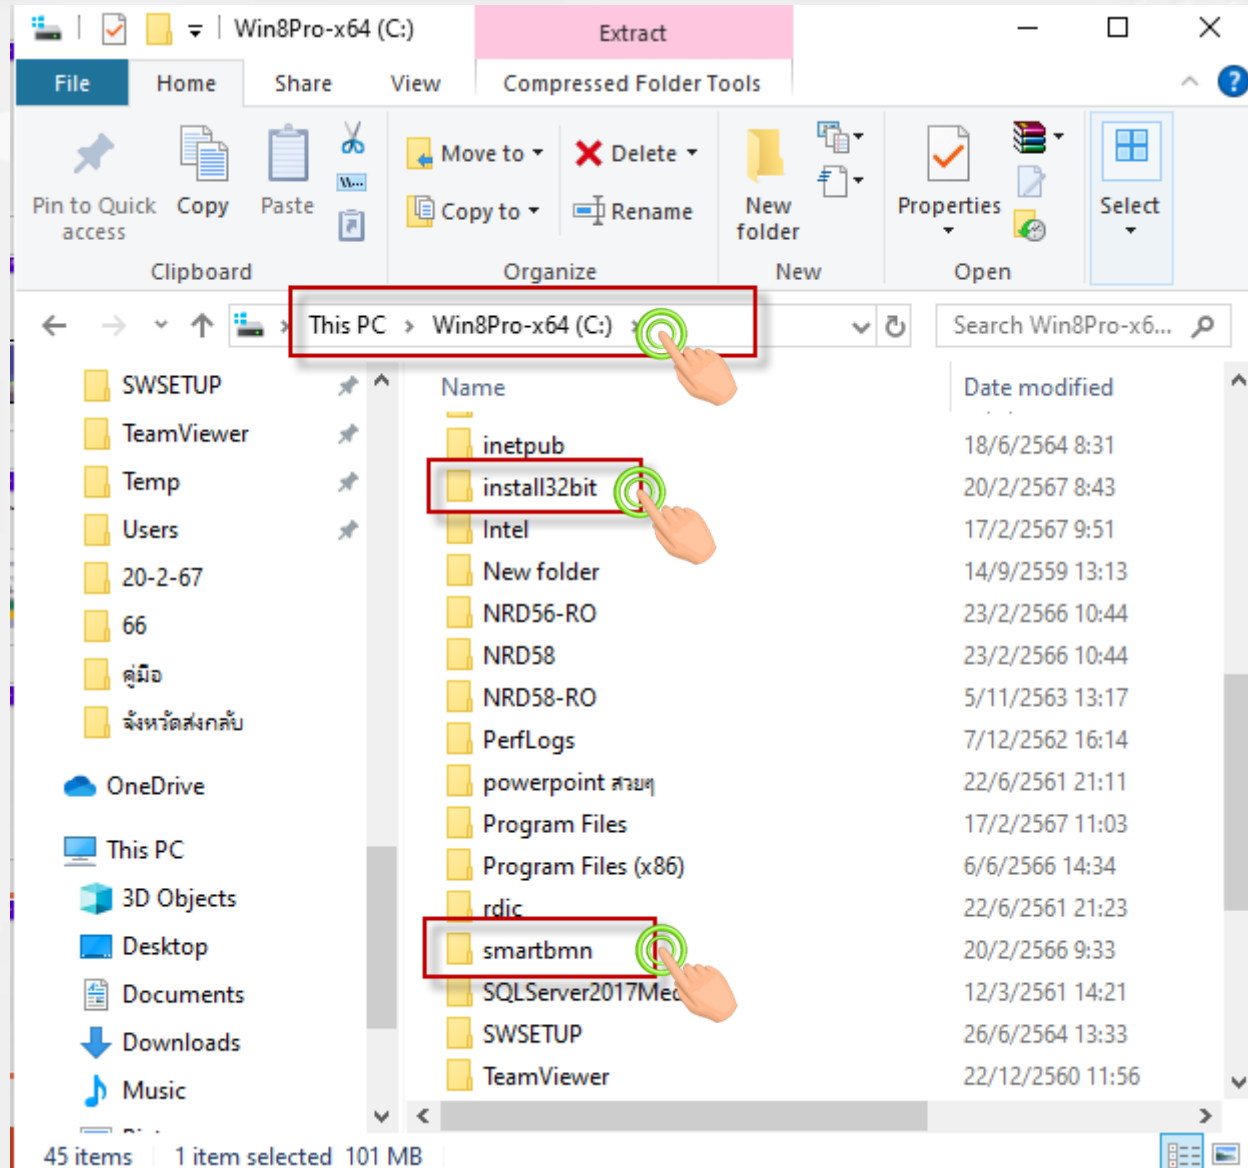 Win8Pro-x64 (C:)
Extract
File
Home
Share
View
Compressed Folder Tools
Pin to Quick access
Copy
Paste
Move to
Copy to
Delete
Rename
New folder
Properties
Select
Clipboard
Organize
New
Open
This PC > Win8Pro-x64 (C:)
Search Win8Pro-x6...
SWSETUP
TeamViewer
Temp
Users
20-2-67
66
คู่มือ
จังหวัดส่งกลับ
OneDrive
This PC
3D Objects
Desktop
Documents
Downloads
Music
Name Date modified
inetpub 18/6/2564 8:31
install32bit 20/2/2567 8:43
Intel 17/2/2567 9:51
New folder 14/9/2559 13:13
NRD56-RO 23/2/2566 10:44
NRD58 23/2/2566 10:44
NRD58-RO 5/11/2563 13:17
PerfLogs 7/12/2562 16:14
powerpoint สวยๆ 22/6/2561 21:11
Program Files 17/2/2567 11:03
Program Files (x86) 6/6/2566 14:34
rdic 22/6/2561 21:23
smartbmn 20/2/2566 9:33
SQLServer2017Med 12/3/2561 14:21
SWSETUP 26/6/2564 13:33
TeamViewer 22/12/2560 11:56
45 items 1 item selected 101 MB